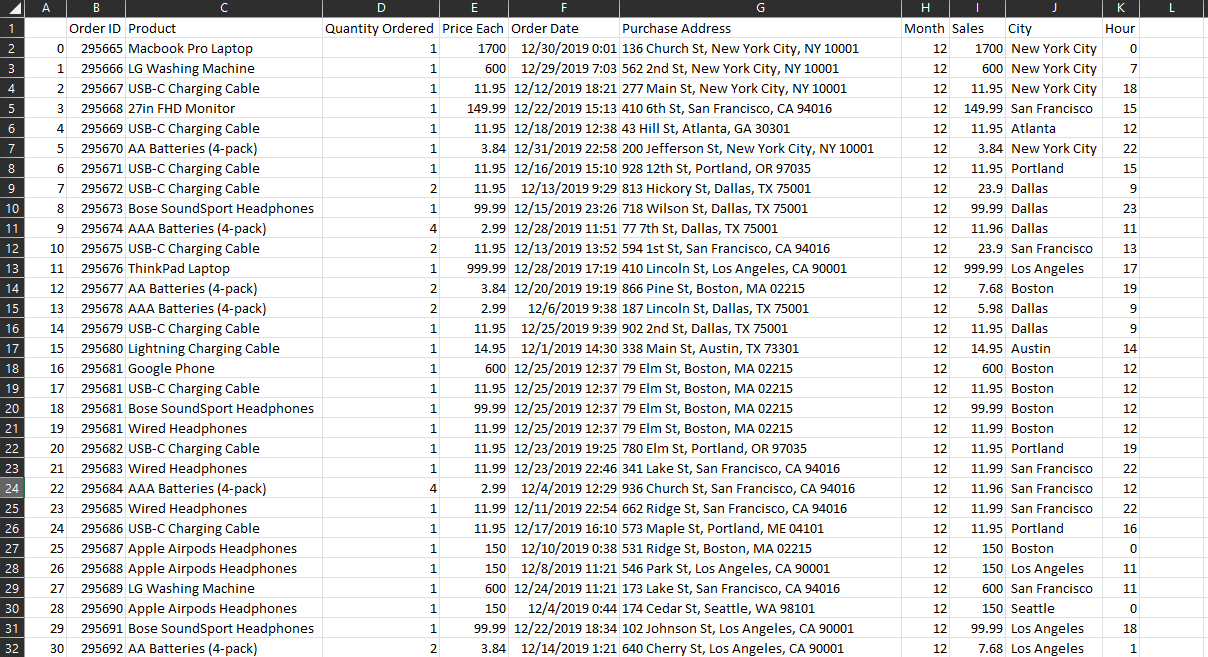 A B C D E F G H I J K L
1 Order ID Product Quantity Ordered Price Each Order Date Purchase Address Month Sales City Hour
2 0 295665 Macbook Pro Laptop 1 1700 12/30/2019 0:01 136 Church St, New York City, NY 10001 12 1700 New York City 0
3 1 295666 LG Washing Machine 1 600 12/29/2019 7:03 562 2nd St, New York City, NY 10001 12 600 New York City 7
4 2 295667 USB-C Charging Cable 1 11.95 12/12/2019 18:21 277 Main St, New York City, NY 10001 12 11.95 New York City 18
5 3 295668 27in FHD Monitor 1 149.99 12/22/2019 15:13 410 6th St, San Francisco, CA 94016 12 149.99 San Francisco 15
6 4 295669 USB-C Charging Cable 1 11.95 12/18/2019 12:38 43 Hill St, Atlanta, GA 30301 12 11.95 Atlanta 12
7 5 295670 AA Batteries (4-pack) 1 3.84 12/31/2019 22:58 200 Jefferson St, New York City, NY 10001 12 3.84 New York City 22
8 6 295671 USB-C Charging Cable 1 11.95 12/16/2019 15:10 928 12th St, Portland, OR 97035 12 11.95 Portland 15
9 7 295672 USB-C Charging Cable 2 11.95 12/13/2019 9:29 813 Hickory St, Dallas, TX 75001 12 23.9 Dallas 9
10 8 295673 Bose SoundSport Headphones 1 99.99 12/15/2019 23:26 718 Wilson St, Dallas, TX 75001 12 99.99 Dallas 23
11 9 295674 AAA Batteries (4-pack) 4 2.99 12/28/2019 11:51 77 7th St, Dallas, TX 75001 12 11.96 Dallas 11
12 10 295675 USB-C Charging Cable 2 11.95 12/13/2019 13:52 594 1st St, San Francisco, CA 94016 12 23.9 San Francisco 13
13 11 295676 ThinkPad Laptop 1 999.99 12/28/2019 17:19 410 Lincoln St, Los Angeles, CA 90001 12 999.99 Los Angeles 17
14 12 295677 AA Batteries (4-pack) 2 3.84 12/20/2019 19:19 866 Pine St, Boston, MA 02215 12 7.68 Boston 19
15 13 295678 AAA Batteries (4-pack) 2 2.99 12/6/2019 9:38 187 Lincoln St, Dallas, TX 75001 12 5.98 Dallas 9
16 14 295679 USB-C Charging Cable 1 11.95 12/25/2019 9:39 902 2nd St, Dallas, TX 75001 12 11.95 Dallas 9
17 15 295680 Lightning Charging Cable 1 14.95 12/1/2019 14:30 338 Main St, Austin, TX 73301 12 14.95 Austin 14
18 16 295681 Google Phone 1 600 12/25/2019 12:37 79 Elm St, Boston, MA 02215 12 600 Boston 12
19 17 295681 USB-C Charging Cable 1 11.95 12/25/2019 12:37 79 Elm St, Boston, MA 02215 12 11.95 Boston 12
20 18 295681 Bose SoundSport Headphones 1 99.99 12/25/2019 12:37 79 Elm St, Boston, MA 02215 12 99.99 Boston 12
21 19 295681 Wired Headphones 1 11.99 12/25/2019 12:37 79 Elm St, Boston, MA 02215 12 11.99 Boston 12
22 20 295682 USB-C Charging Cable 1 11.95 12/23/2019 19:25 780 Elm St, Portland, OR 97035 12 11.95 Portland 19
23 21 295683 Wired Headphones 1 11.99 12/23/2019 22:46 341 Lake St, San Francisco, CA 94016 12 11.99 San Francisco 22
24 22 295684 AAA Batteries (4-pack) 4 2.99 12/4/2019 12:29 936 Church St, San Francisco, CA 94016 12 11.96 San Francisco 12
25 23 295685 Wired Headphones 1 11.99 12/11/2019 22:54 662 Ridge St, San Francisco, CA 94016 12 11.99 San Francisco 22
26 24 295686 USB-C Charging Cable 1 11.95 12/17/2019 16:10 573 Maple St, Portland, ME 04101 12 11.95 Portland 16
27 25 295687 Apple Airpods Headphones 1 150 12/10/2019 0:38 531 Ridge St, Boston, MA 02215 12 150 Boston 0
28 26 295688 Apple Airpods Headphones 1 150 12/8/2019 11:21 546 Park St, Los Angeles, CA 90001 12 150 Los Angeles 11
29 27 295689 LG Washing Machine 1 600 12/24/2019 11:21 173 Lake St, San Francisco, CA 94016 12 600 San Francisco 11
30 28 295690 Apple Airpods Headphones 1 150 12/4/2019 0:44 174 Cedar St, Seattle, WA 98101 12 150 Seattle 0
31 29 295691 Bose SoundSport Headphones 1 99.99 12/22/2019 18:34 102 Johnson St, Los Angeles, CA 90001 12 99.99 Los Angeles 18
32 30 295692 AA Batteries (4-pack) 2 3.84 12/14/2019 1:21 640 Cherry St, Los Angeles, CA 90001 12 7.68 Los Angeles 1